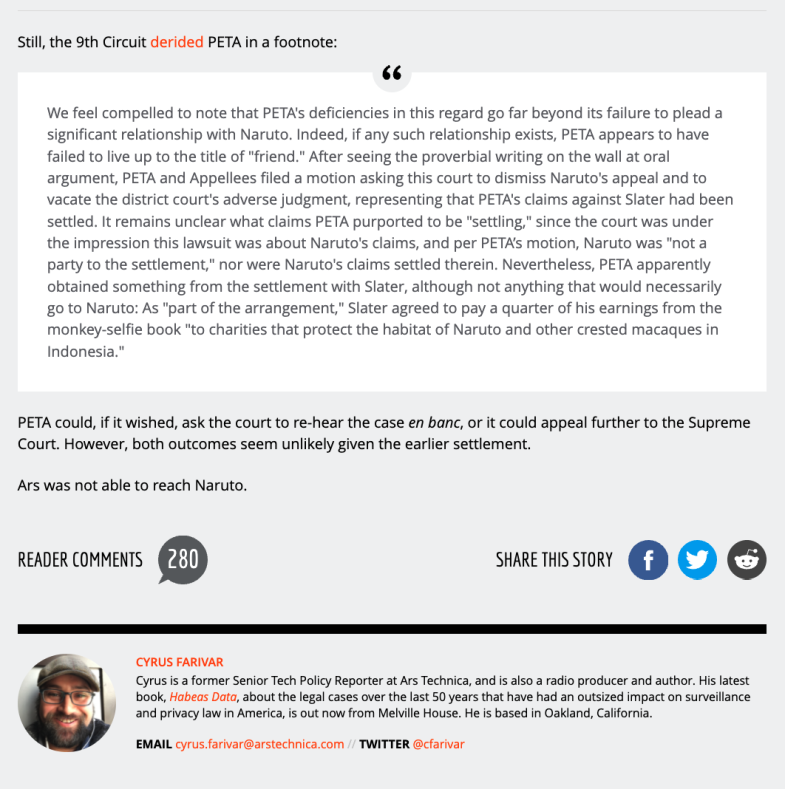 Still, the 9th Circuit derided PETA in a footnote:
“
We feel compelled to note that PETA's deficiencies in this regard go far beyond its failure to plead a
significant relationship with Naruto. Indeed, if any such relationship exists, PETA appears to have
failed to live up to the title of "friend." After seeing the proverbial writing on the wall at oral
argument, PETA and Appellees filed a motion asking this court to dismiss Naruto's appeal and to
vacate the district court's adverse judgment, representing that PETA's claims against Slater had been
settled. It remains unclear what claims PETA purported to be "settling," since the court was under
the impression this lawsuit was about Naruto's claims, and per PETA’s motion, Naruto was "not a
party to the settlement," nor were Naruto's claims settled therein. Nevertheless, PETA apparently
obtained something from the settlement with Slater, although not anything that would necessarily
go to Naruto: As "part of the arrangement," Slater agreed to pay a quarter of his earnings from the
monkey-selfie book "to charities that protect the habitat of Naruto and other crested macaques in
Indonesia."
PETA could, if it wished, ask the court to re-hear the case en banc, or it could appeal further to the Supreme
Court. However, both outcomes seem unlikely given the earlier settlement.
Ars was not able to reach Naruto.
READER COMMENTS 280 SHARE THIS STORY
CYRUS FARIVAR
Cyrus is a former Senior Tech Policy Reporter at Ars Technica, and is also a radio producer and author. His latest
book, Habeas Data, about the legal cases over the last 50 years that have had an outsized impact on surveillance
and privacy law in America, is out now from Melville House. He is based in Oakland, California.
EMAIL cyrus.farivar@arstechnica.com // TWITTER @cfarivar